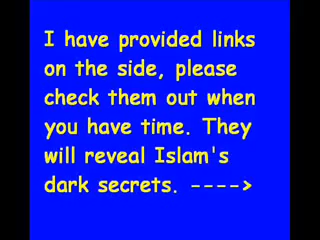 I have provided links
on the side, please
check them out when
you have time. They
will reveal Islam's
dark secrets. ---->